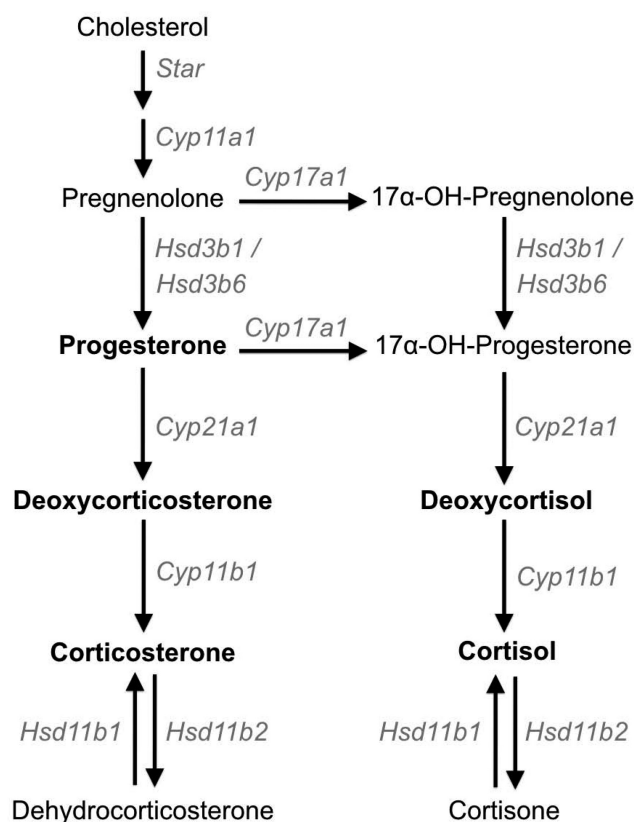 Cholesterol
Star
Cyp11a1
Cyp17a1
Pregnenolone 17α-OH-Pregnenolone
Hsd3b1 / Hsd3b1 /
Hsd3b6 Hsd3b6
Cyp17a1
Progesterone 17α-OH-Progesterone
Cyp21a1 Cyp21a1
Deoxycorticosterone Deoxycortisol
Cyp11b1 Cyp11b1
Corticosterone Cortisol
Hsd11b1 Hsd11b2 Hsd11b1 Hsd11b2
Dehydrocorticosterone Cortisone